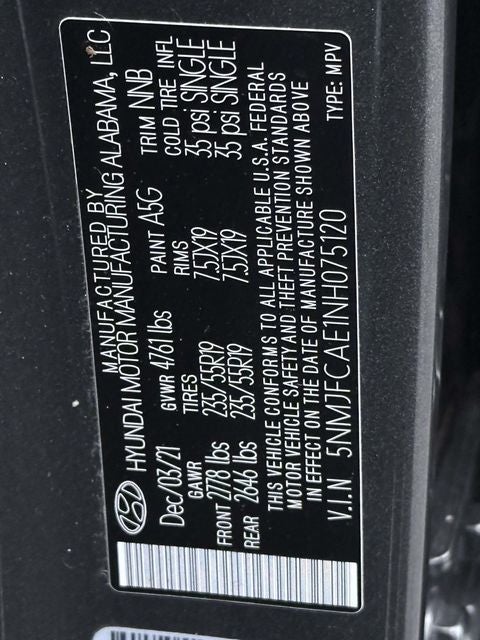 MANUFACTURED BY
HYUNDAI MOTOR MANUFACTURING ALABAMA, LLC
Dec/03/21 GVWR 4761 lbs PAINT A5G TRIM NNB
GAWR TIRES RIMS COLD TIRE INFL
FRONT 2778 lbs 235/55R19 7.5JX19 35 psi SINGLE
REAR 2646 lbs 235/55R19 7.5JX19 35 psi SINGLE
THIS VEHICLE CONFORMS TO ALL APPLICABLE U.S.A. FEDERAL
MOTOR VEHICLE SAFETY AND THEFT PREVENTION STANDARDS
IN EFFECT ON THE DATE OF MANUFACTURE SHOWN ABOVE
V.I.N 5NMJFCAE1NH075120 TYPE: MPV